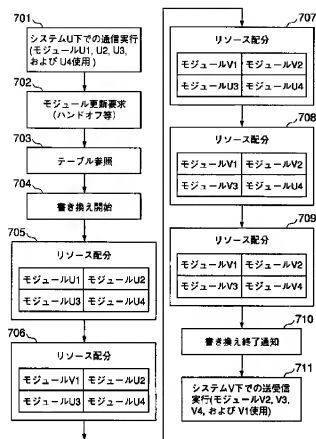 701
システムU下での通信実行
(モジュールU1, U2, U3,
および U4使用)
702
モジュール更新要求
(ハンドオフ等)
703
テーブル参照
704
書き換え開始
705
リソース配分
モジュールU1 モジュールU2
モジュールU3 モジュールU4
706
リソース配分
モジュールV1 モジュールU2
モジュールU3 モジュールU4
707
リソース配分
モジュールV1 モジュールV2
モジュールU3 モジュールU4
708
リソース配分
モジュールV1 モジュールV2
モジュールV3 モジュールU4
709
リソース配分
モジュールV1 モジュールV2
モジュールV3 モジュールV4
710
書き換え終了通知
711
システムV下での送受信
実行(モジュールV2, V3,
V4, および V1使用)